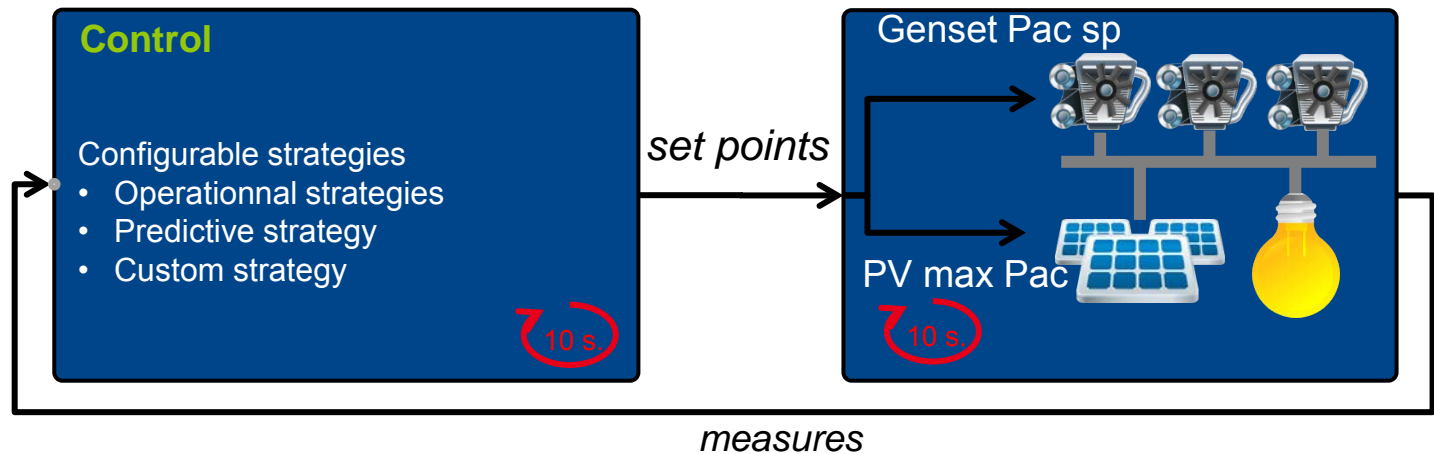 Control
Configurable strategies
• Operationnal strategies
• Predictive strategy
• Custom strategy
10 s.
set points
Genset Pac sp
PV max Pac
10 s.
measures